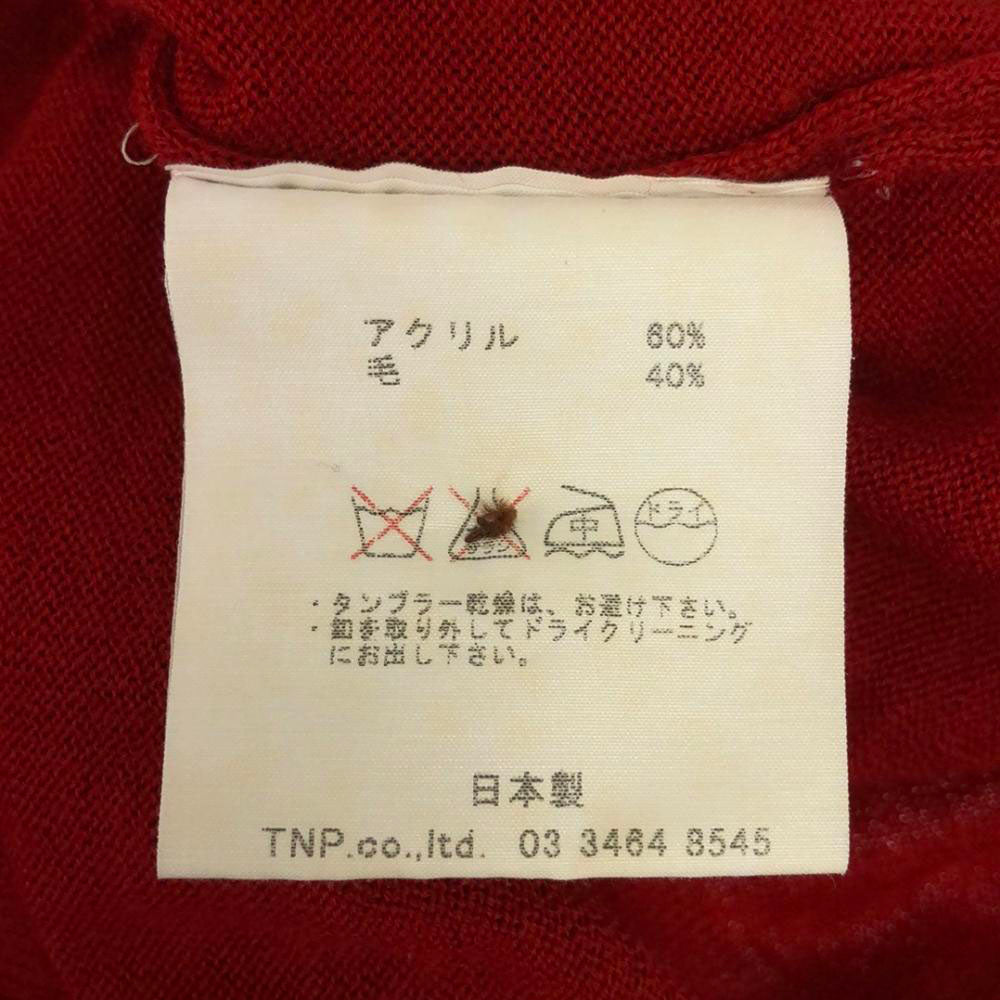 アクリル 60%
毛 40%
中 ドライ
・タンブラー乾燥は、お避け下さい。
・釦を取り外してドライクリーニング
にお出し下さい。
日本製
TNP.co.,ltd. 03 3464 8545